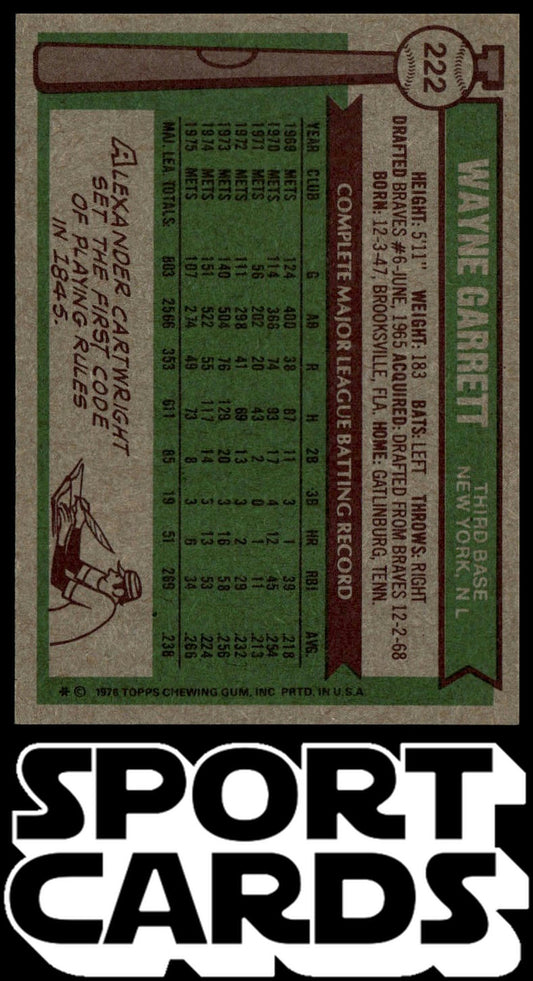 222
WAYNE GARRETT
THIRD BASE
NEW YORK, N L
HEIGHT: 5'11" WEIGHT: 183 BATS: LEFT THROWS: RIGHT
DRAFTED BRAVES #6-JUNE, 1965 ACQUIRED: DRAFTED FROM BRAVES 12-2-68
BORN: 12-3-47, BROOKSVILLE, FLA. HOME: GATLINBURG, TENN.
COMPLETE MAJOR LEAGUE BATTING RECORD
YEAR CLUB G AB R H 2B 3B HR RBI AVG.
1969 METS 124 400 38 87 11 3 1 39 .218
1970 METS 114 366 74 93 17 4 12 45 .254
1971 METS 56 202 20 43 2 0 1 11 .213
1972 METS 111 298 41 69 13 3 2 29 .232
1973 METS 140 504 76 129 20 3 16 58 .256
1974 METS 151 522 55 117 14 3 13 53 .224
1975 METS 107 274 49 73 8 3 6 34 .266
MAJ. LEA. TOTALS: 803 2566 353 611 85 19 51 269 .238
ALEXANDER CARTWRIGHT
SET THE FIRST CODE
OF PLAYING RULES
IN 1845.
* © 1976 TOPPS CHEWING GUM, INC PRTD. IN U.S.A.
SPORT
CARDS